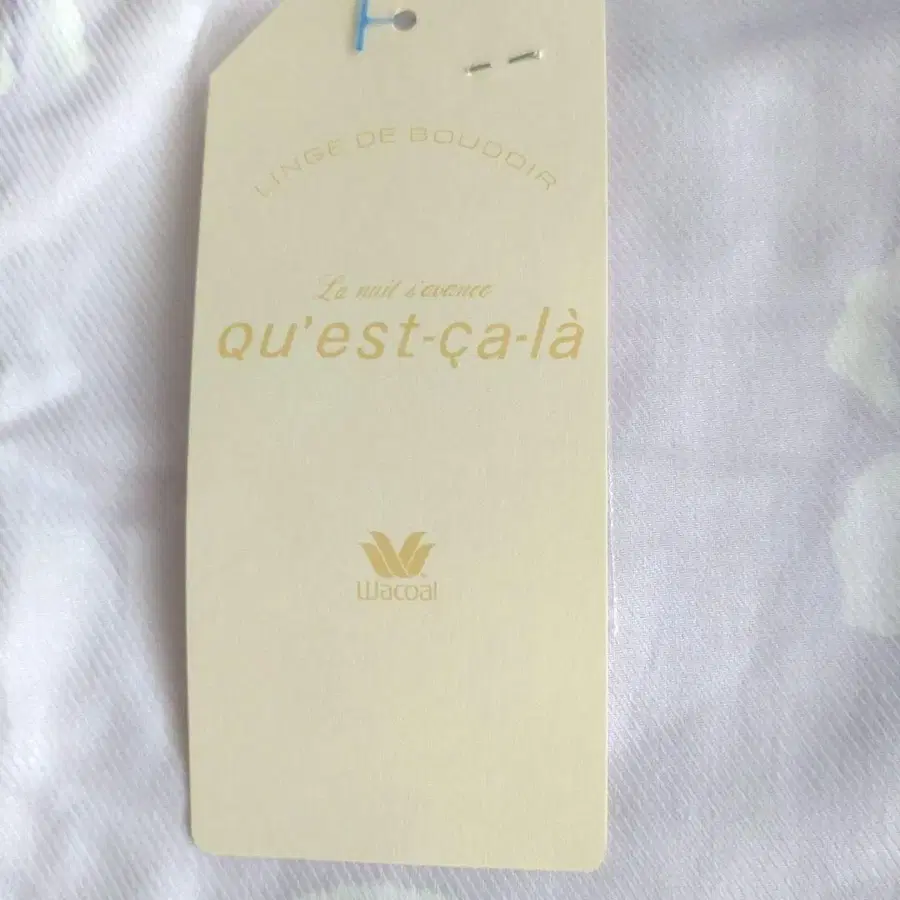 LINGE DE BOUDOIR
La nuit s'avance
qu'est-ça-là
Wacoal